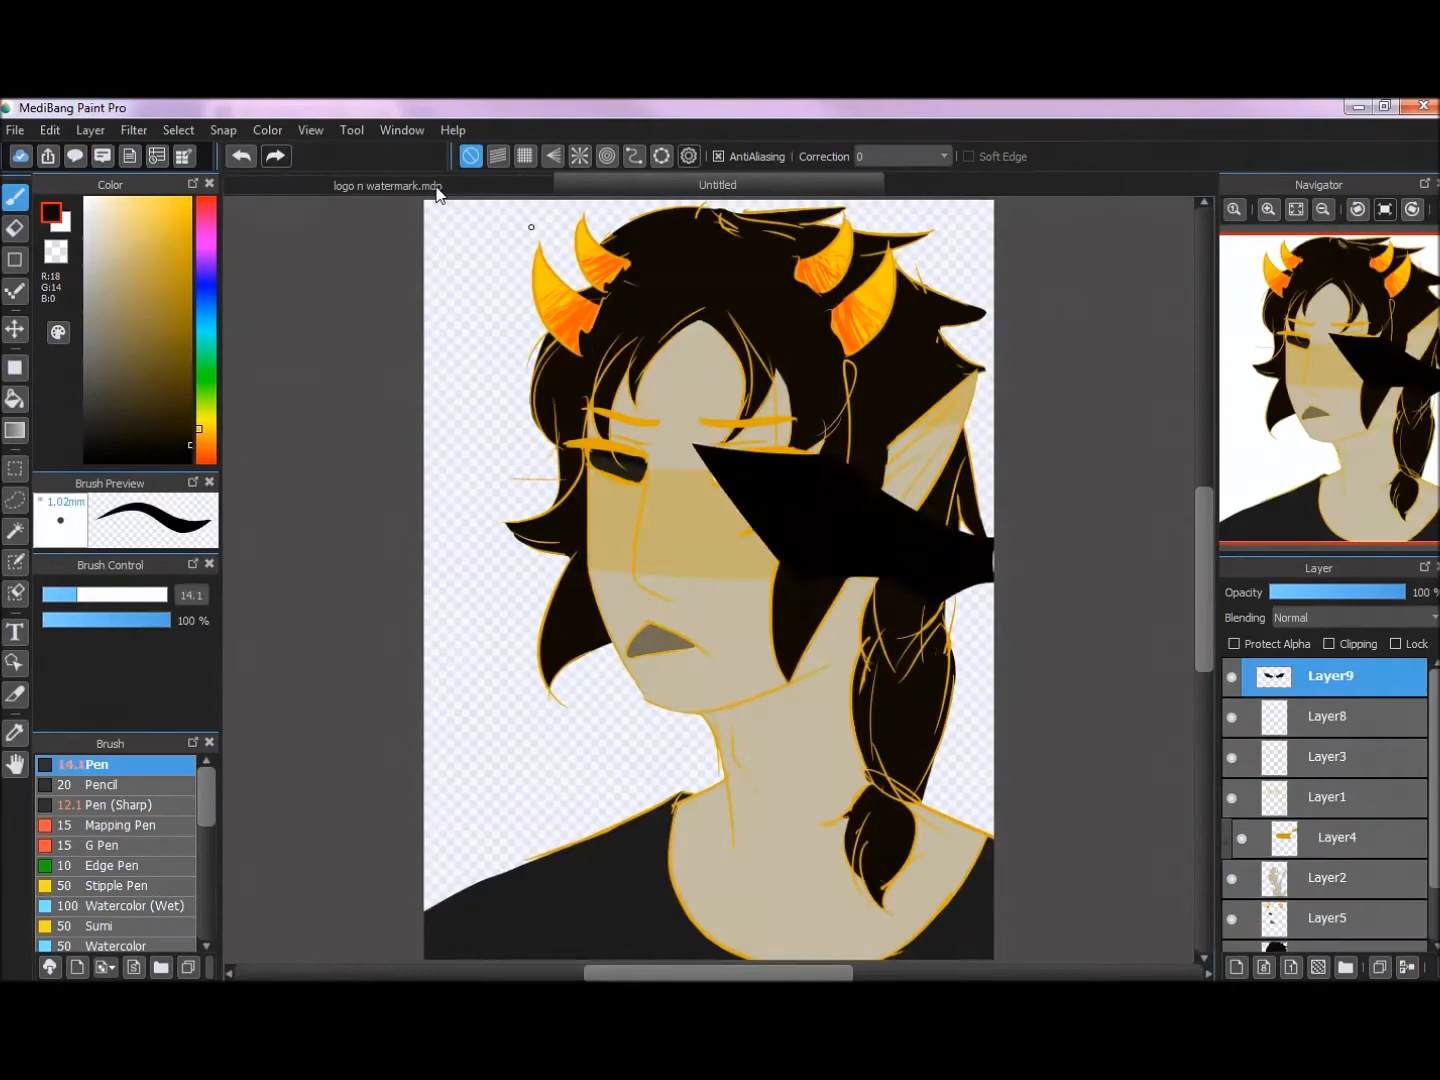 MediBang Paint Pro
File Edit Layer Filter Select Snap Color View Tool Window Help
AntiAliasing Correction 0 Soft Edge
Color
logo n watermark.mdp
Untitled
Navigator
R:18
G:14
B:0
Brush Preview
* 1.02mm
Brush Control
14.1
100 %
Brush
14.1 Pen
20 Pencil
12.1 Pen (Sharp)
15 Mapping Pen
15 G Pen
10 Edge Pen
50 Stipple Pen
100 Watercolor (Wet)
50 Sumi
50 Watercolor
Layer
Opacity 100 %
Blending Normal
Protect Alpha Clipping Lock
Layer9
Layer8
Layer3
Layer1
Layer4
Layer2
Layer5